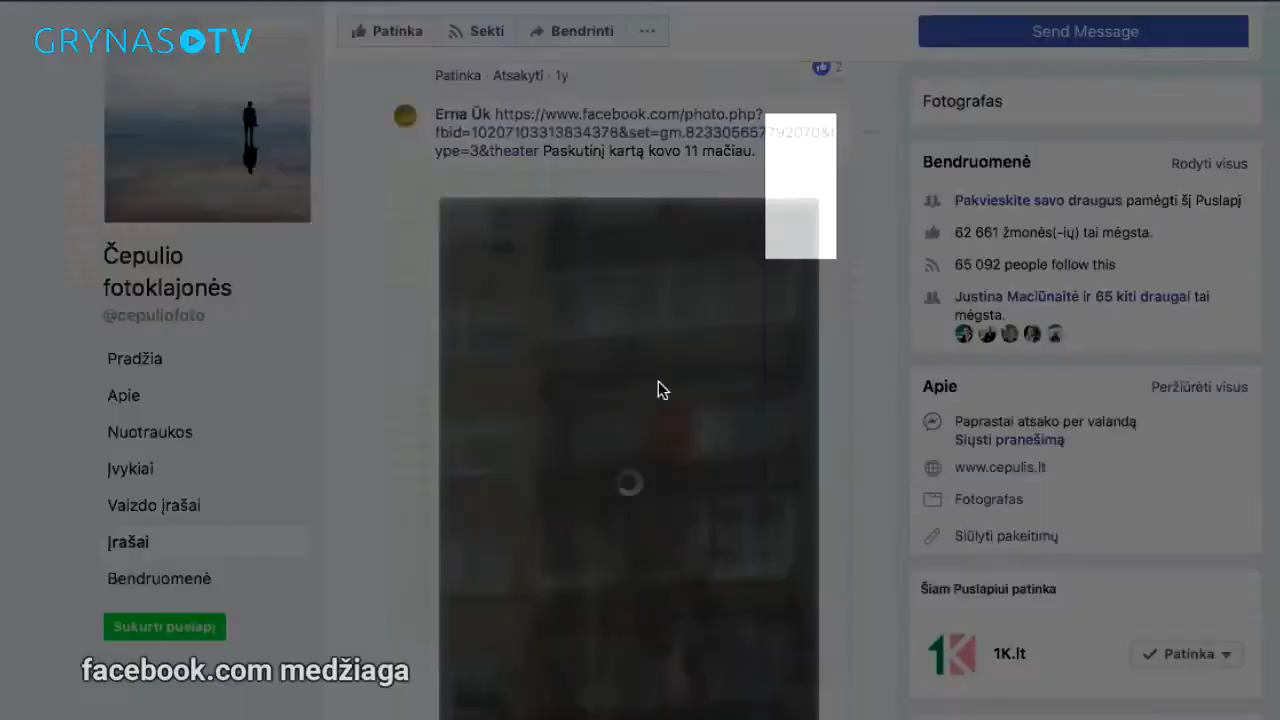 GRYNAS TV
Patinka
Sekti
Bendrinti
Send Message
Patinka · Atsakyti · 1y
2
Erna Ūk https://www.facebook.com/photo.php?
fbid=10207103313834378&set=gm.823305657792070&t
ype=3&theater Paskutinį kartą kovo 11 mačiau.
Čepulio
fotoklajonės
@cepuliofoto
Pradžia
Apie
Nuotraukos
Įvykiai
Vaizdo įrašai
Įrašai
Bendruomenė
Sukurti puslapį
Fotografas
Bendruomenė
Rodyti visus
Pakvieskite savo draugus pamėgti šį Puslapį
62 661 žmonės(-ių) tai mėgsta.
65 092 people follow this
Justina Maciūnaitė ir 65 kiti draugai tai
mėgsta.
Apie
Peržiūrėti visus
Paprastai atsako per valandą
Siųsti pranešimą
www.cepulis.lt
Fotografas
Siūlyti pakeitimų
Šiam Puslapiui patinka
1K
1K.lt
Patinka
facebook.com medžiaga